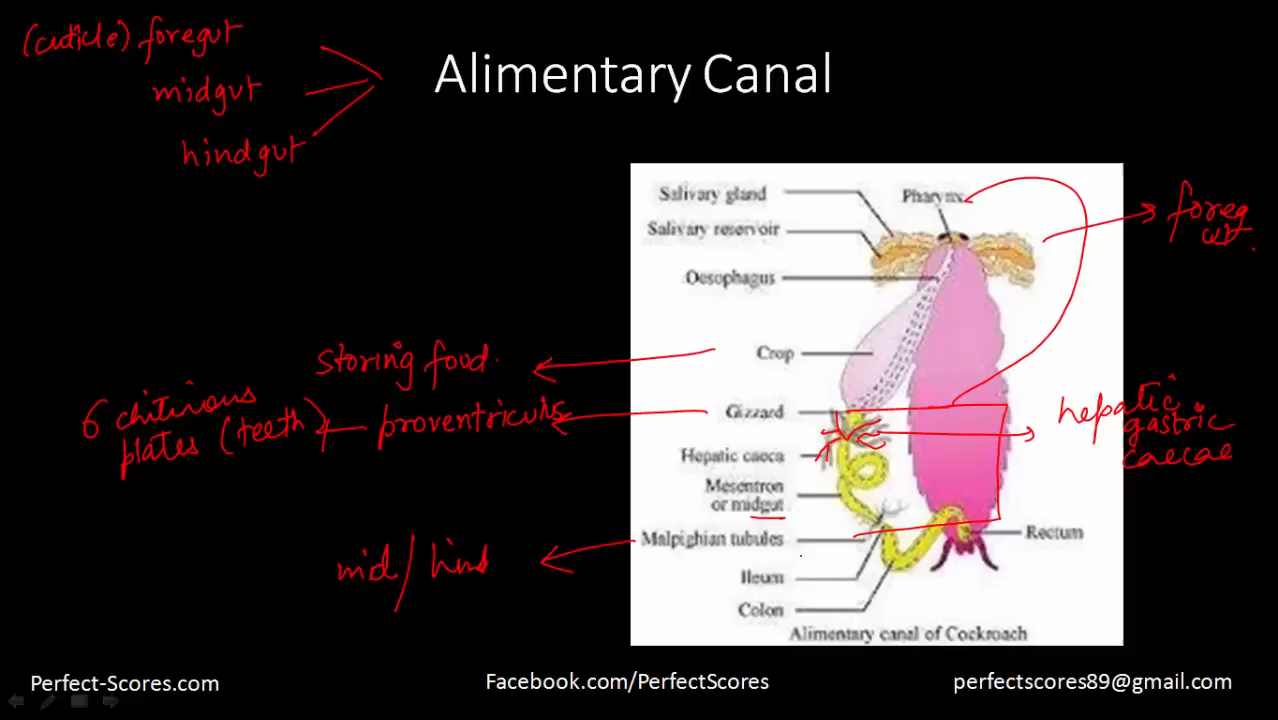 (cuticle) foregut
midgut
hindgut
Alimentary Canal
Salivary gland
Pharynx
Salivary reservoir
Oesophagus
Crop
Gizzard
Hepatic caeca
Mesentron
or midgut
Malpighian tubules
Ileum
Colon
Rectum
Alimentary canal of Cockroach
foreg
ut
storing food
6 chitinous
plates (teeth)
proventriculus
hepatic
gastric
caecae
mid/hind
Perfect-Scores.com
Facebook.com/PerfectScores
perfectscores89@gmail.com